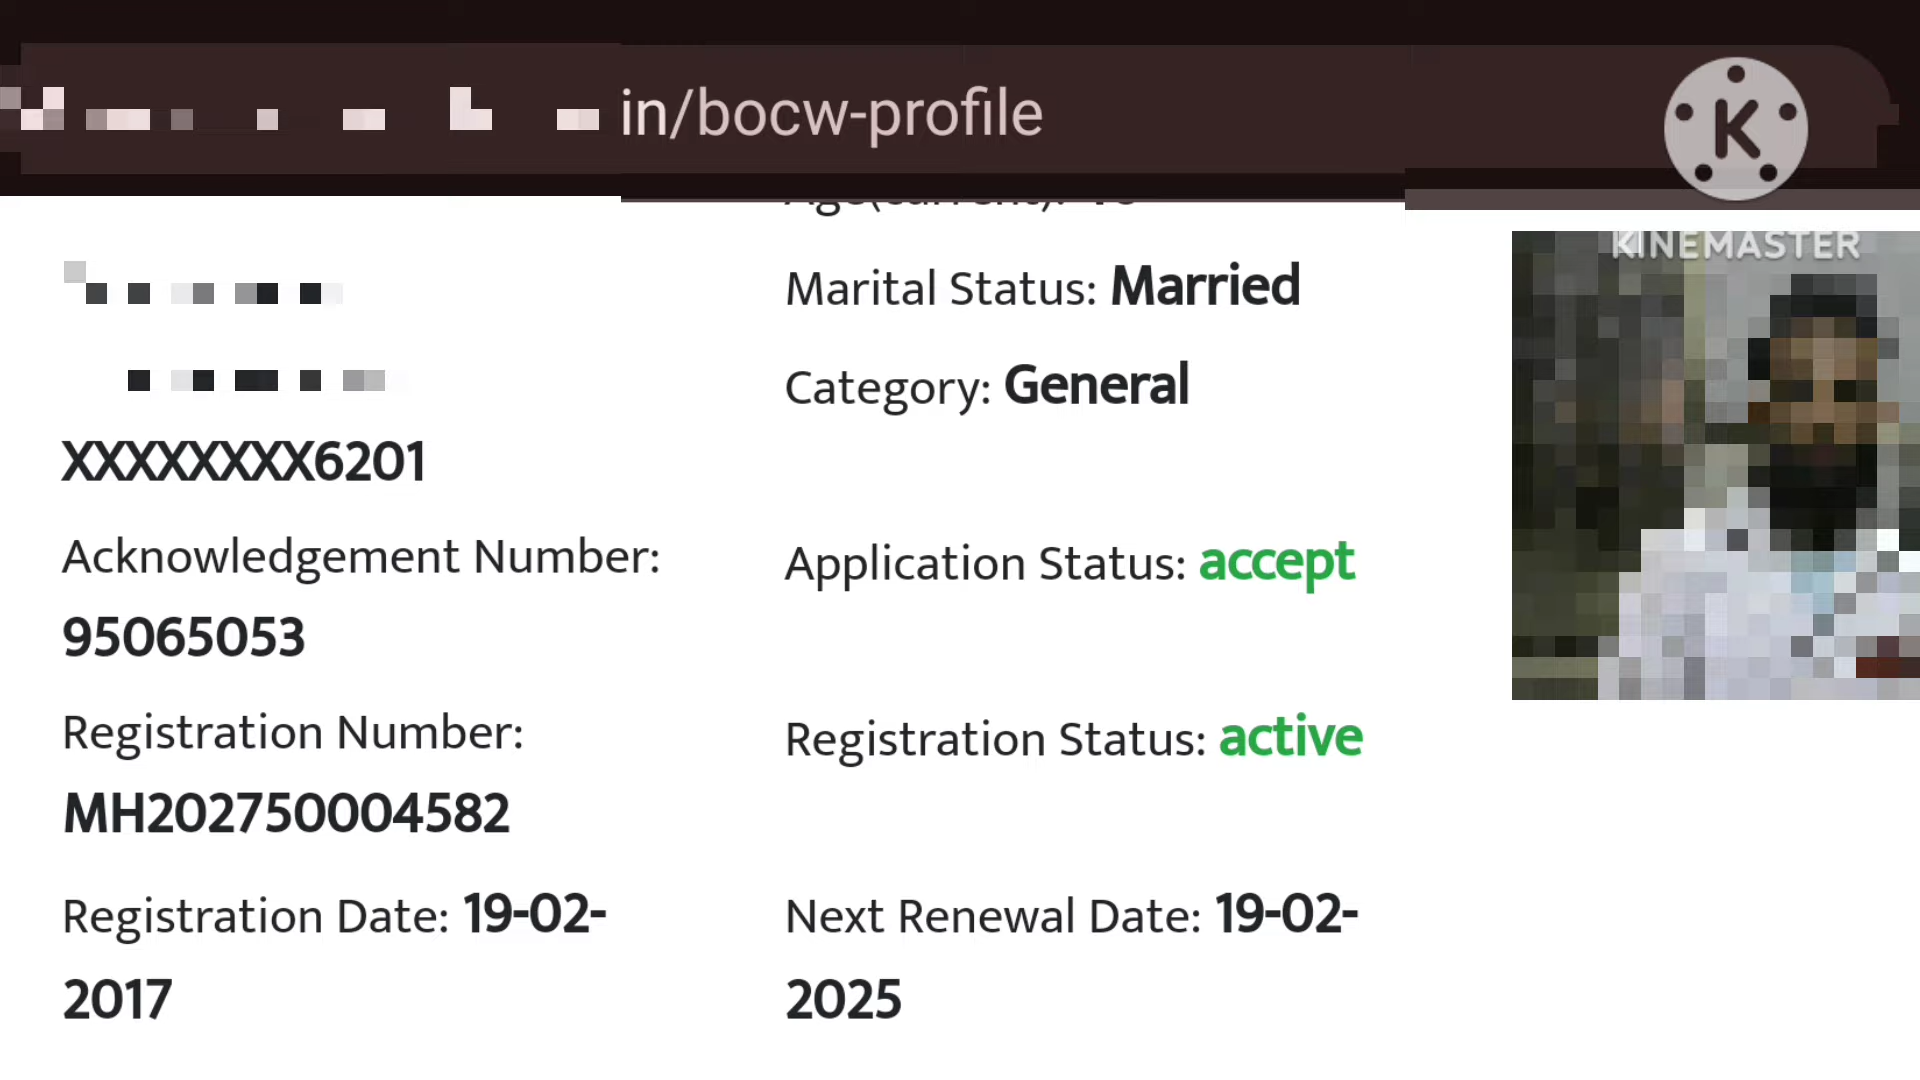 in/bocw-profile
K
KINEMASTER
Marital Status: Married
Category: General
XXXXXXXX6201
Acknowledgement Number:
95065053
Application Status: accept
Registration Number:
MH202750004582
Registration Status: active
Registration Date: 19-02-
2017
Next Renewal Date: 19-02-
2025